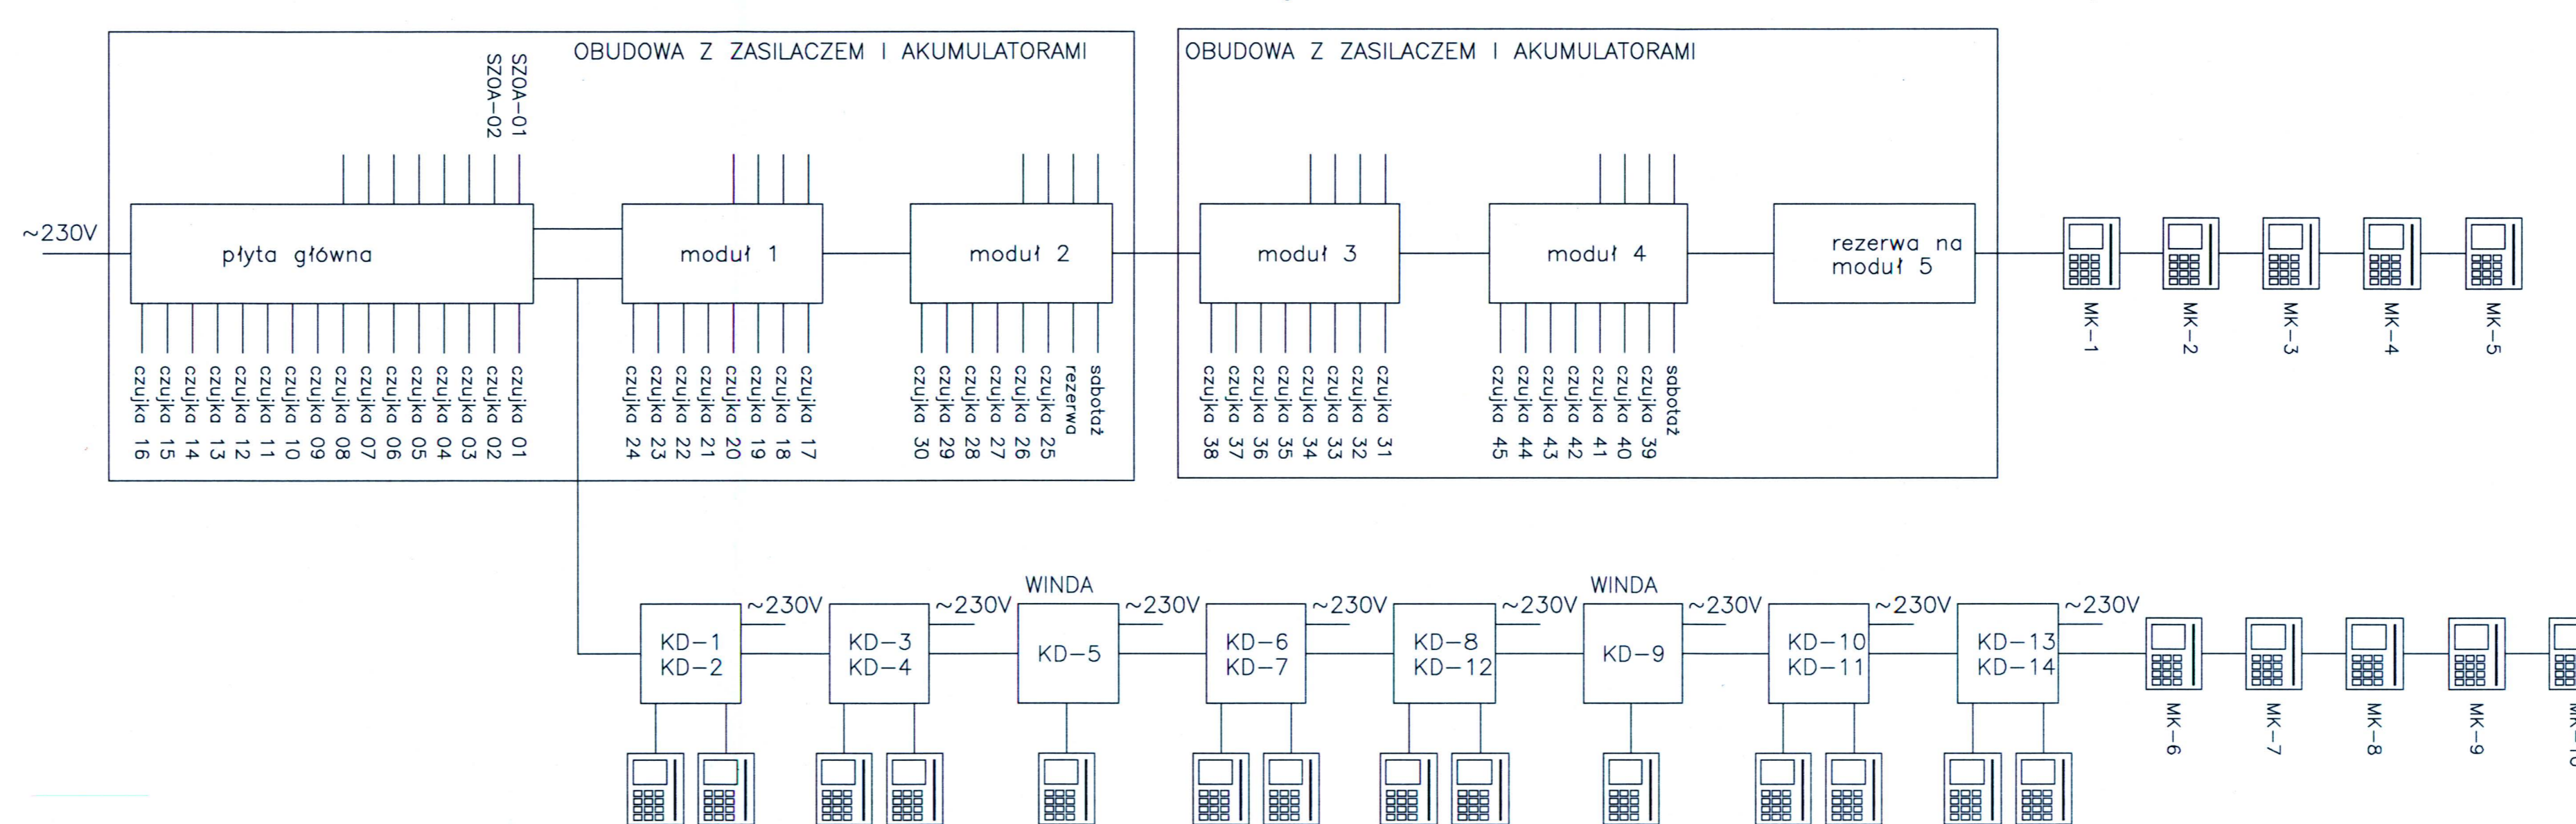 OBUDOWA Z ZASILACZEM I AKUMULATORAMI
OBUDOWA Z ZASILACZEM I AKUMULATORAMI
SZOA-02
SZOA-01
~230V
płyta główna
moduł 1
moduł 2
moduł 3
moduł 4
rezerwa na
moduł 5
MK-1
MK-2
MK-3
MK-4
MK-5
czujka 16
czujka 15
czujka 14
czujka 13
czujka 12
czujka 11
czujka 10
czujka 09
czujka 08
czujka 07
czujka 06
czujka 05
czujka 04
czujka 03
czujka 02
czujka 01
czujka 24
czujka 23
czujka 22
czujka 21
czujka 20
czujka 19
czujka 18
czujka 17
czujka 30
czujka 29
czujka 28
czujka 27
czujka 26
czujka 25
rezerwa
sabotaż
czujka 38
czujka 37
czujka 36
czujka 35
czujka 34
czujka 33
czujka 32
czujka 31
czujka 45
czujka 44
czujka 43
czujka 42
czujka 41
czujka 40
czujka 39
sabotaż
WINDA
WINDA
~230V
~230V
~230V
~230V
~230V
~230V
~230V
~230V
KD-1
KD-2
KD-3
KD-4
KD-5
KD-6
KD-7
KD-8
KD-12
KD-9
KD-10
KD-11
KD-13
KD-14
MK-6
MK-7
MK-8
MK-9